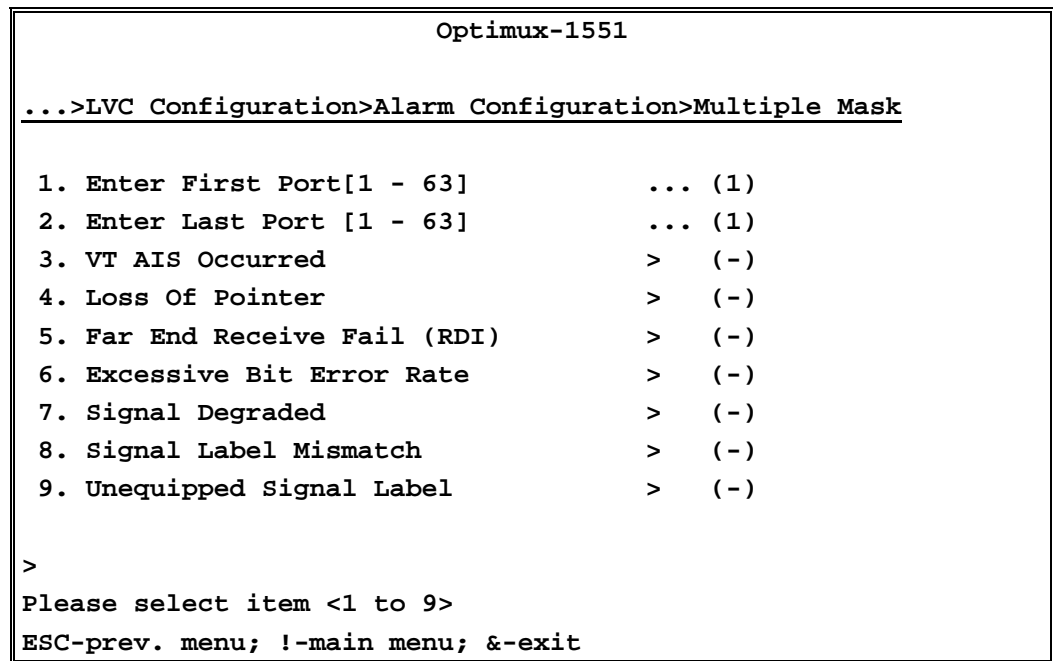 Optimux-1551
...>LVC Configuration>Alarm Configuration>Multiple Mask
1. Enter First Port[1 - 63] ... (1)
2. Enter Last Port [1 - 63] ... (1)
3. VT AIS Occurred > (-)
4. Loss Of Pointer > (-)
5. Far End Receive Fail (RDI) > (-)
6. Excessive Bit Error Rate > (-)
7. Signal Degraded > (-)
8. Signal Label Mismatch > (-)
9. Unequipped Signal Label > (-)
>
Please select item <1 to 9>
ESC-prev. menu; !-main menu; &-exit